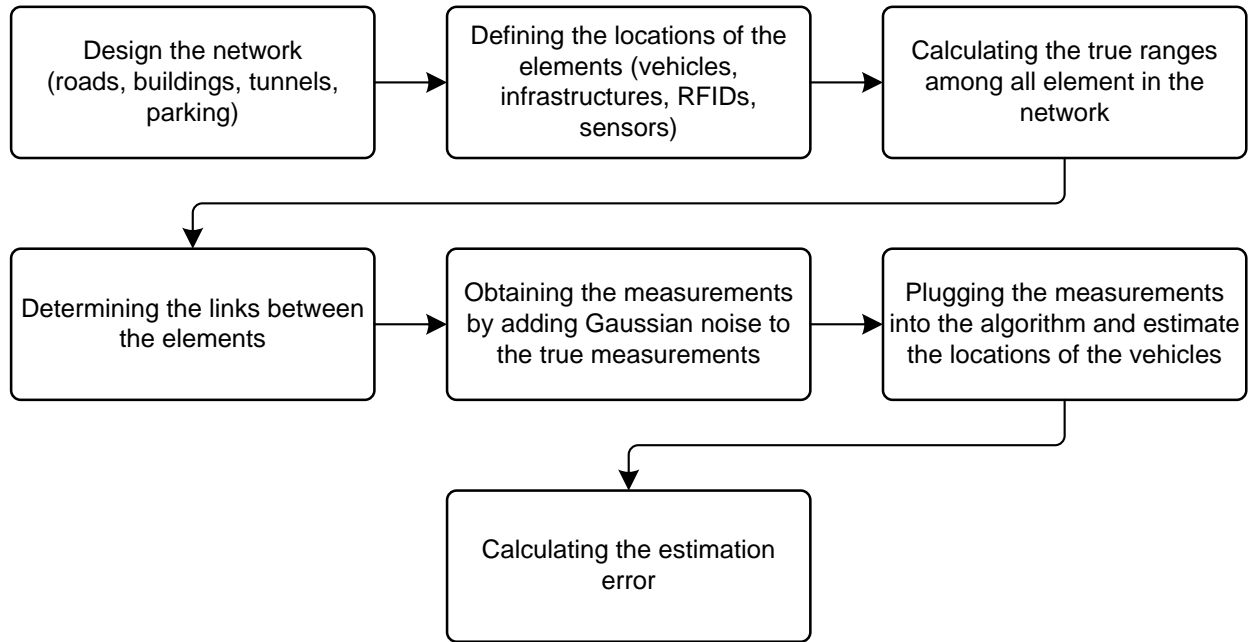 Design the network
(roads, buildings, tunnels,
parking)
Defining the locations of the
elements (vehicles,
infrastructures, RFIDs,
sensors)
Calculating the true ranges
among all element in the
network
Determining the links between
the elements
Obtaining the measurements
by adding Gaussian noise to
the true measurements
Plugging the measurements
into the algorithm and estimate
the locations of the vehicles
Calculating the estimation
error